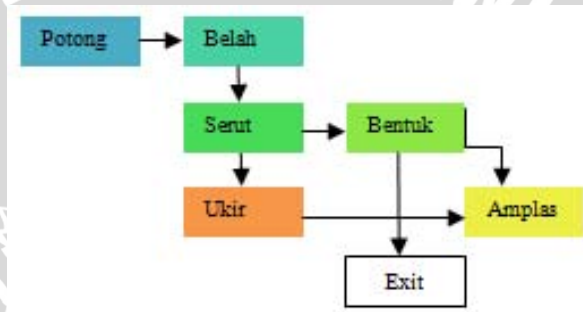 Potong
Belah
Serut
Bentuk
Ukir
Amplas
Exit